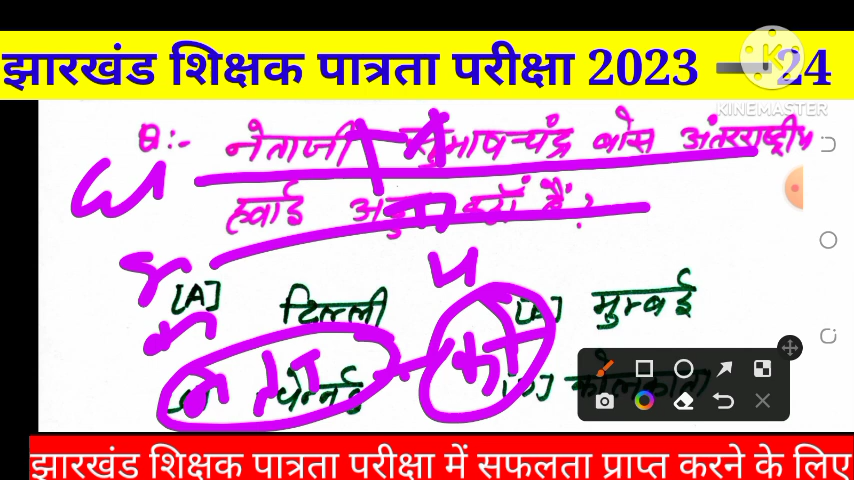 झारखंड शिक्षक पात्रता परीक्षा 2023 —24
KINEMASTER
θ:- नेताजी सुभाषचंद्र बोस अंतरराष्ट्रीय
हवाई अड्डा कहाँ हैं?
[A] दिल्ली [B] मुम्बई
चेन्नई [D] कोलकाता
झारखंड शिक्षक पात्रता परीक्षा में सफलता प्राप्त करने के लिए